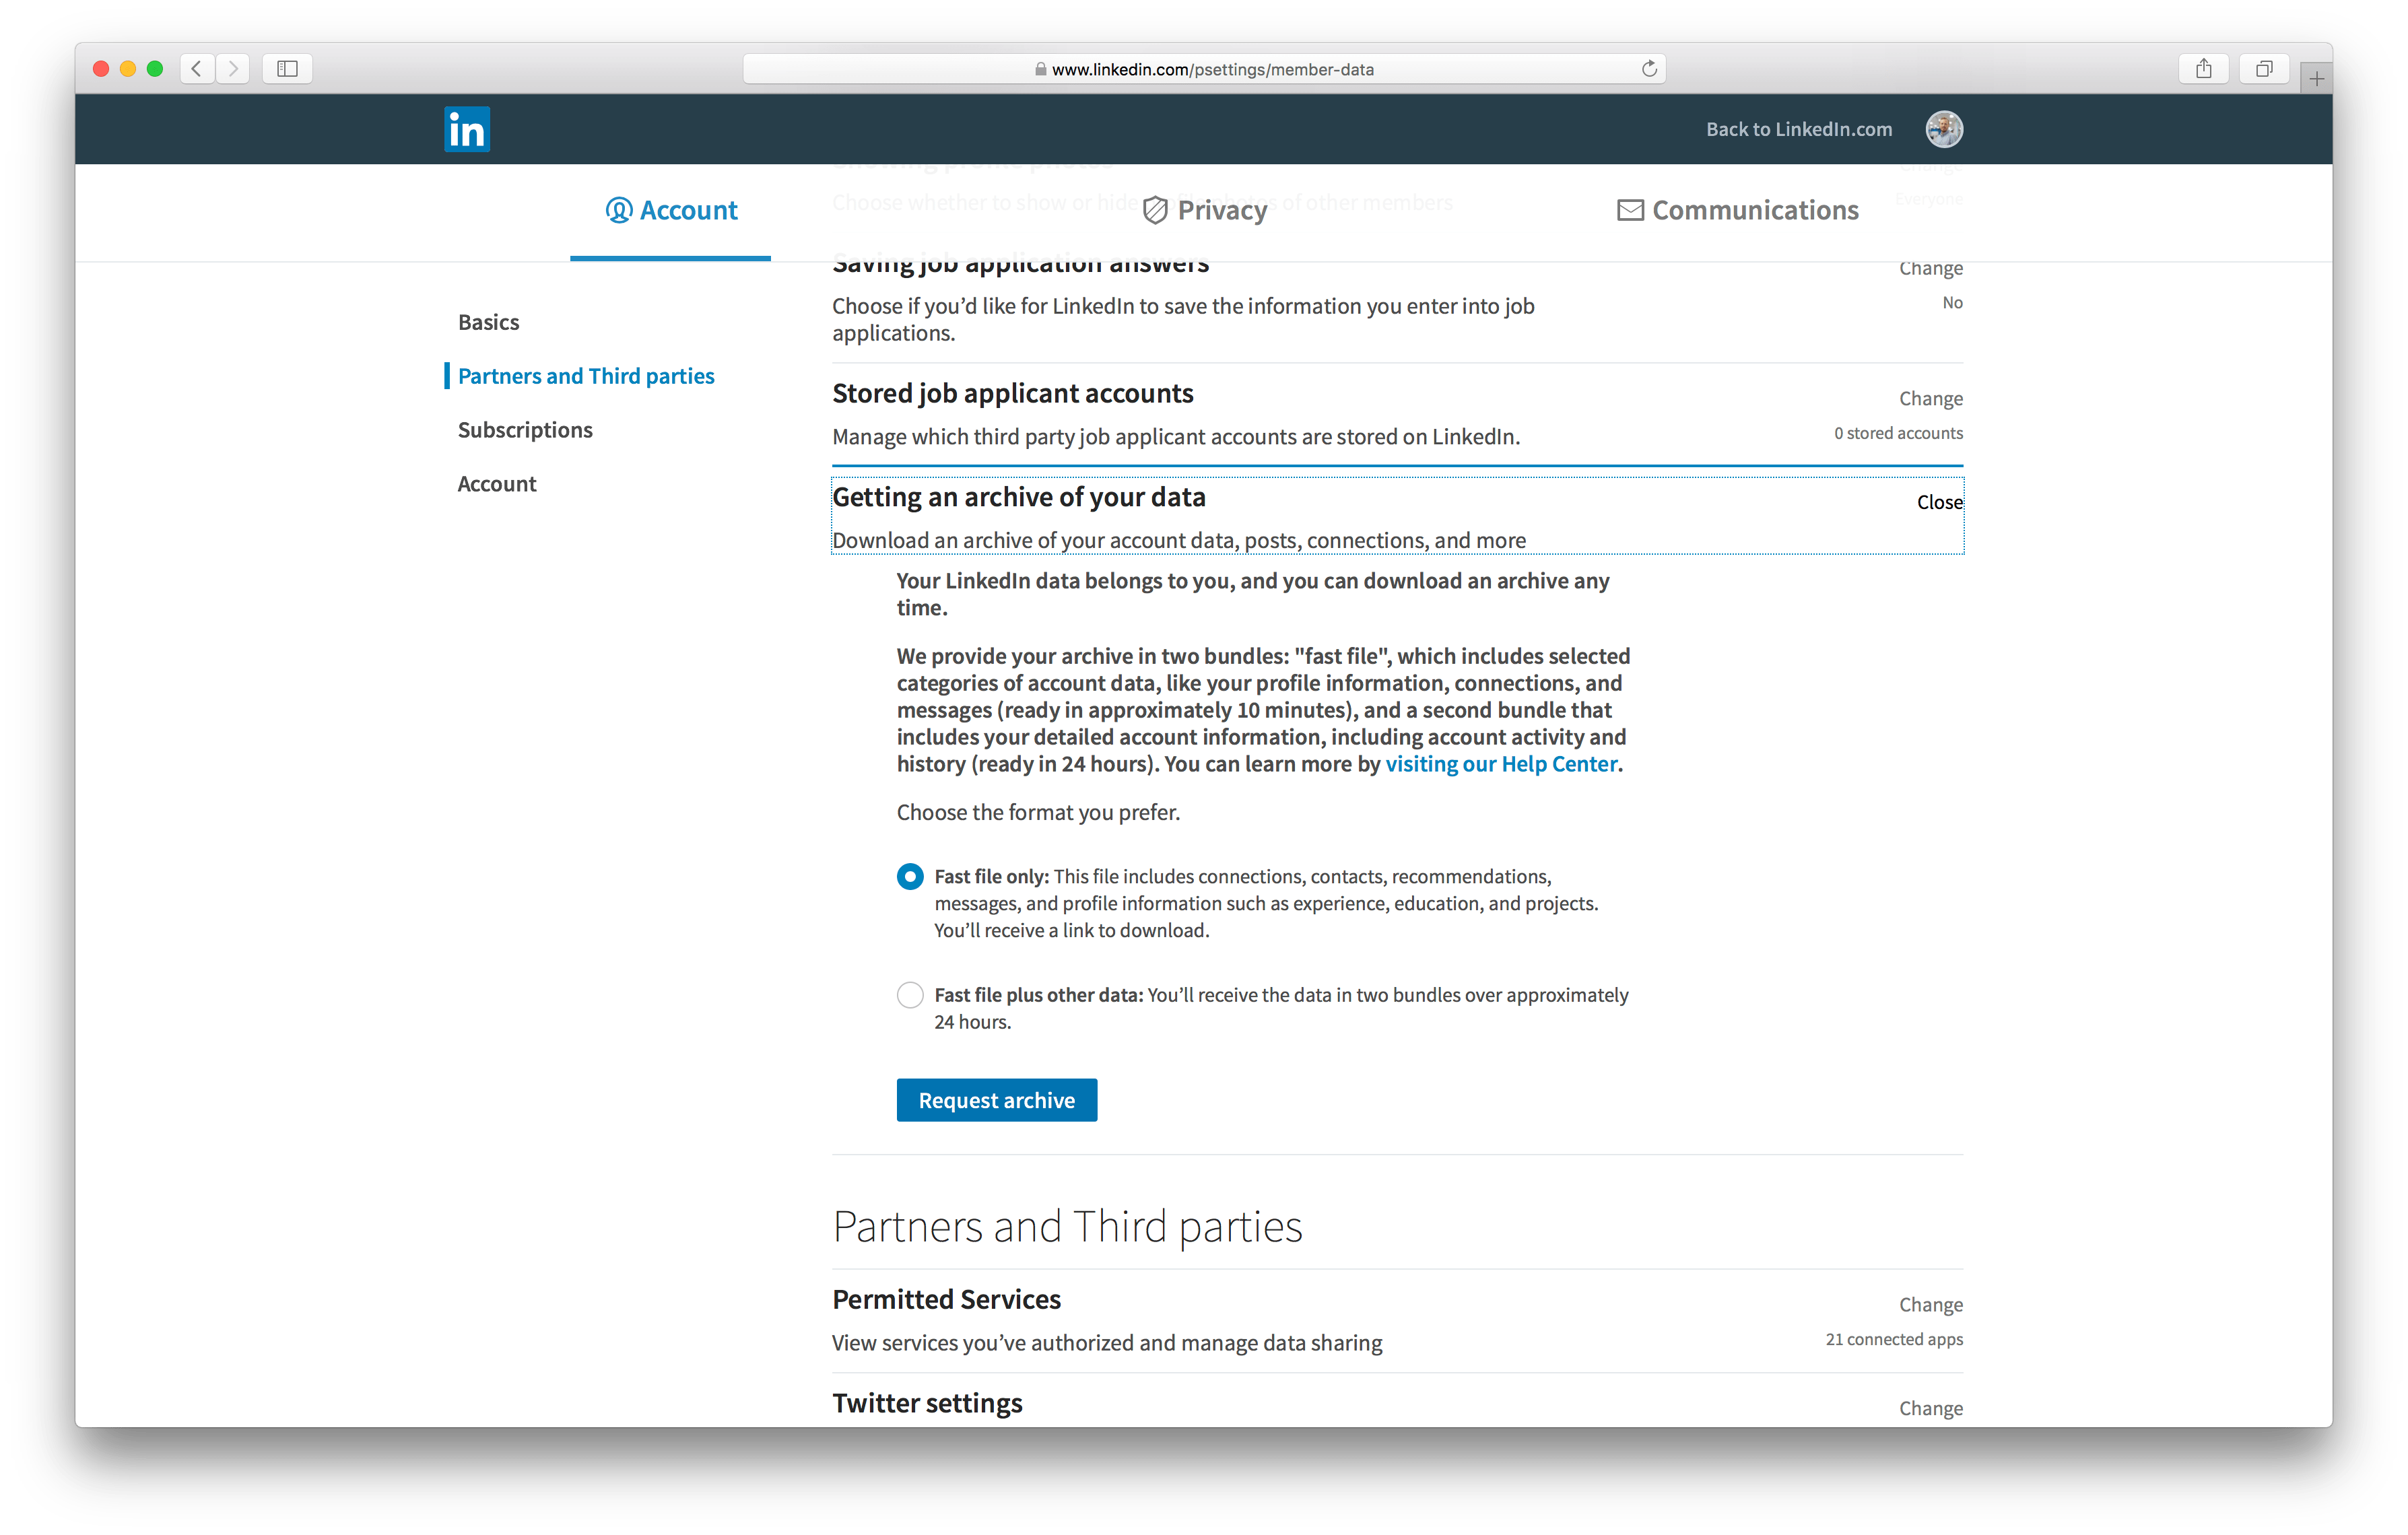 www.linkedin.com/psettings/member-data
in
Back to LinkedIn.com
Showing profile photos
Change
Choose whether to show or hide profile photos of other members
Everyone
Account
Privacy
Communications
Saving job application answers
Change
Choose if you’d like for LinkedIn to save the information you enter into job
applications.
No
Basics
Partners and Third parties
Subscriptions
Account
Stored job applicant accounts
Change
Manage which third party job applicant accounts are stored on LinkedIn.
0 stored accounts
Getting an archive of your data
Close
Download an archive of your account data, posts, connections, and more
Your LinkedIn data belongs to you, and you can download an archive any
time.
We provide your archive in two bundles: "fast file", which includes selected
categories of account data, like your profile information, connections, and
messages (ready in approximately 10 minutes), and a second bundle that
includes your detailed account information, including account activity and
history (ready in 24 hours). You can learn more by visiting our Help Center.
Choose the format you prefer.
Fast file only: This file includes connections, contacts, recommendations,
messages, and profile information such as experience, education, and projects.
You’ll receive a link to download.
Fast file plus other data: You’ll receive the data in two bundles over approximately
24 hours.
Request archive
Partners and Third parties
Permitted Services
Change
View services you’ve authorized and manage data sharing
21 connected apps
Twitter settings
Change